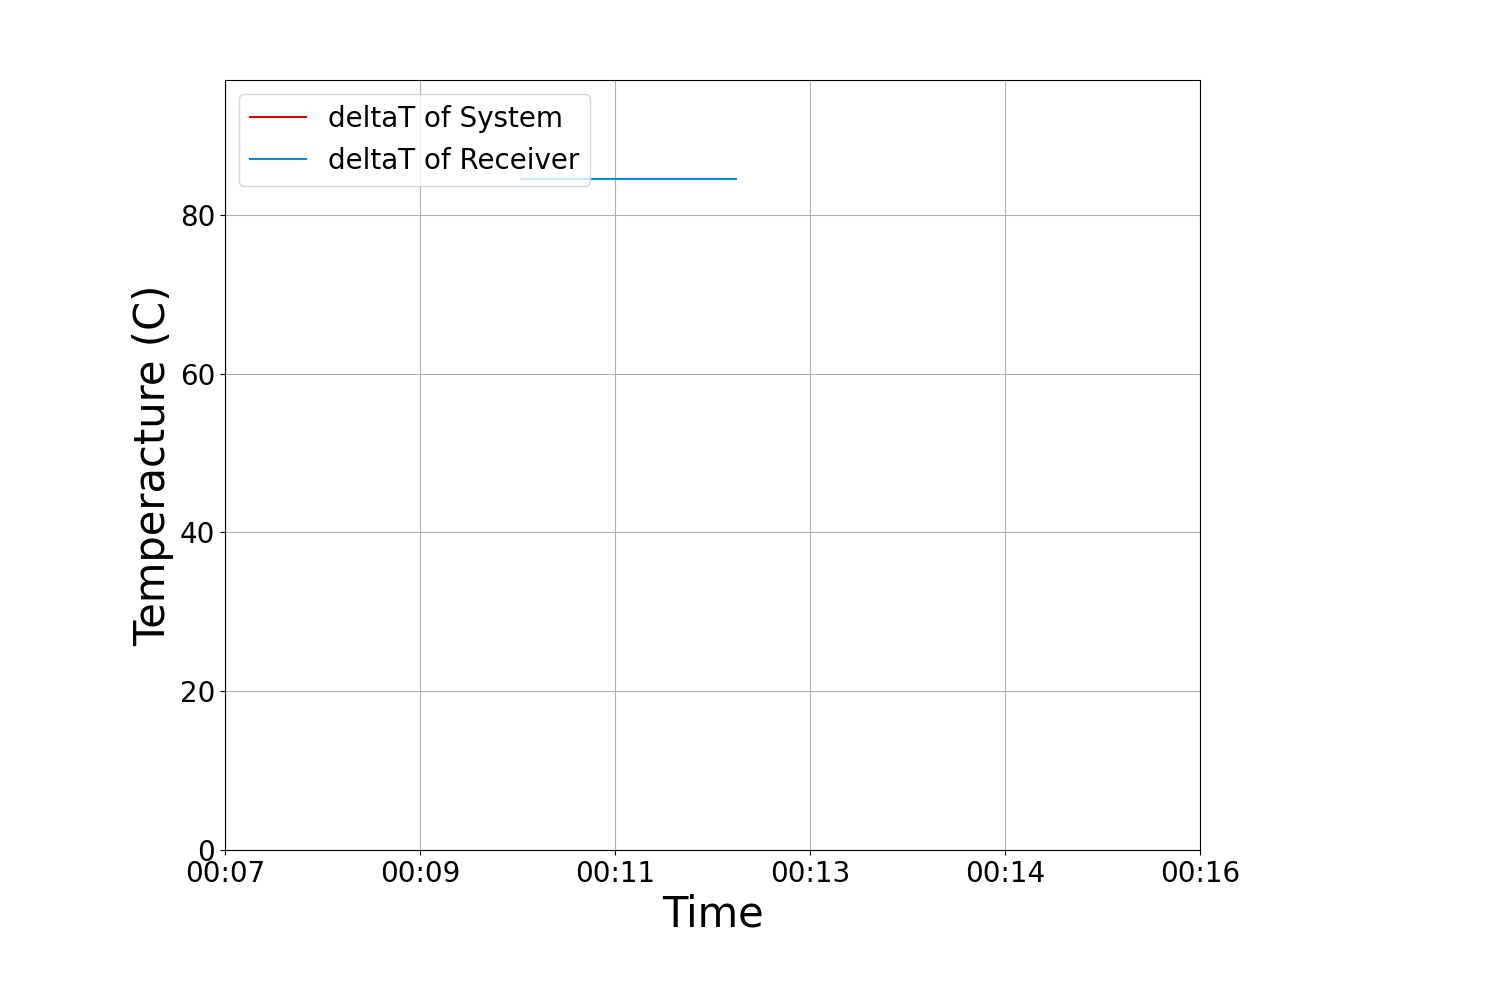 deltaT of System
deltaT of Receiver
80
60
40
20
0
Temperacture (C)
00:07 00:09 00:11 00:13 00:14 00:16
Time